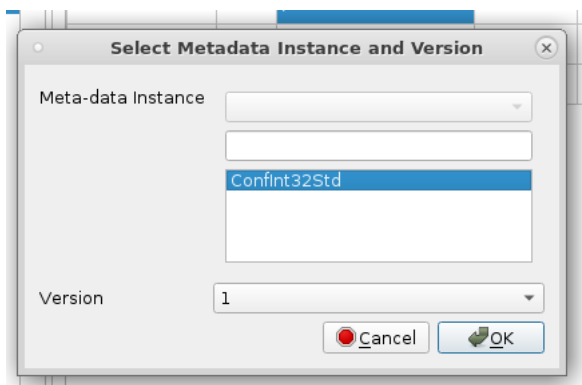 Select Metadata Instance and Version
Meta-data Instance
ConfInt32Std
Version
1
Cancel
OK